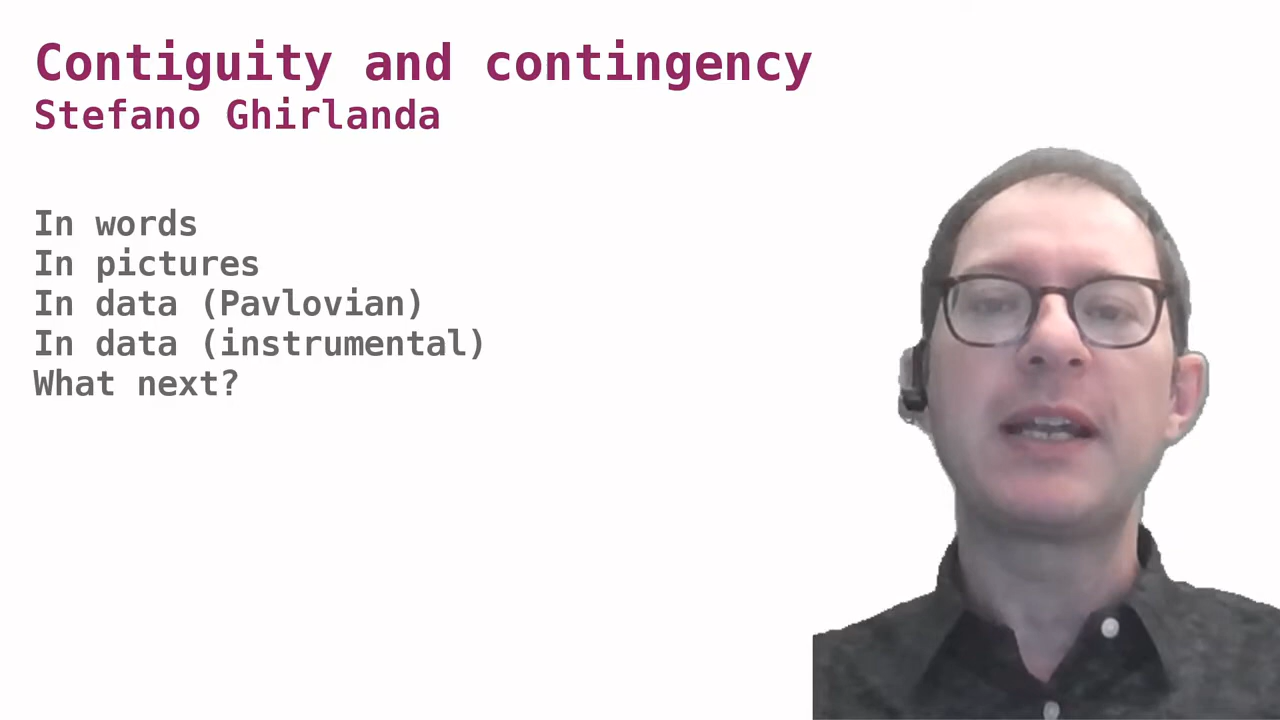 Contiguity and contingency
Stefano Ghirlanda
In words
In pictures
In data (Pavlovian)
In data (instrumental)
What next?